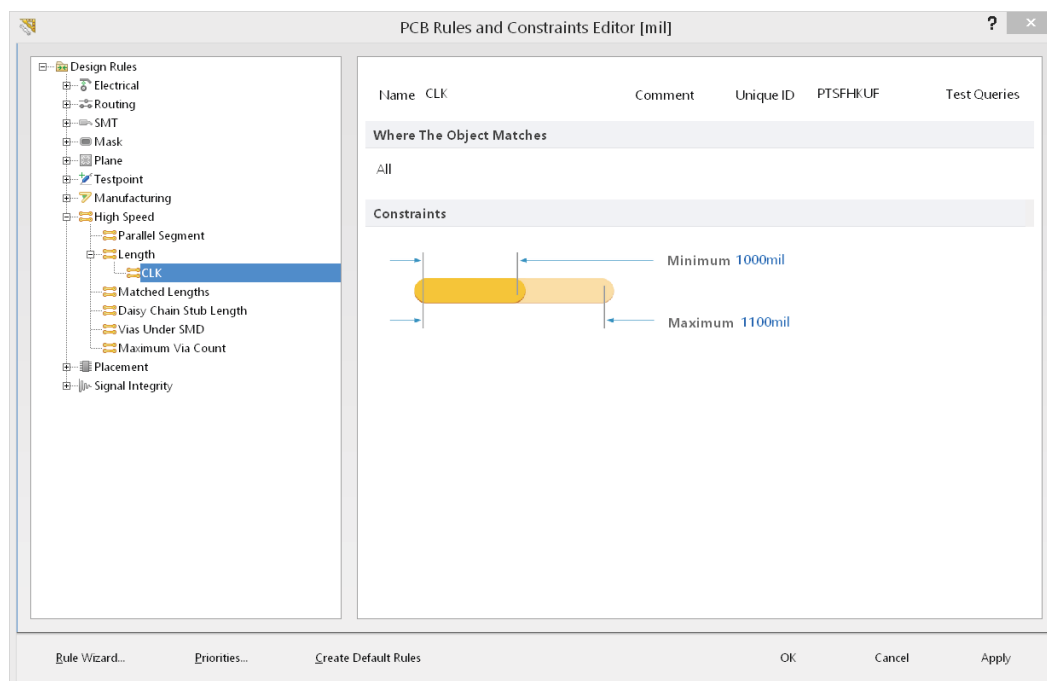 PCB Rules and Constraints Editor [mil]
? ×
Design Rules
Electrical
Routing
SMT
Mask
Plane
Testpoint
Manufacturing
High Speed
Parallel Segment
Length
CLK
Matched Lengths
Daisy Chain Stub Length
Vias Under SMD
Maximum Via Count
Placement
Signal Integrity
Name CLK Comment Unique ID PTSFHKUF Test Queries
Where The Object Matches
All
Constraints
Minimum 1000mil
Maximum 1100mil
Rule Wizard... Priorities... Create Default Rules OK Cancel Apply